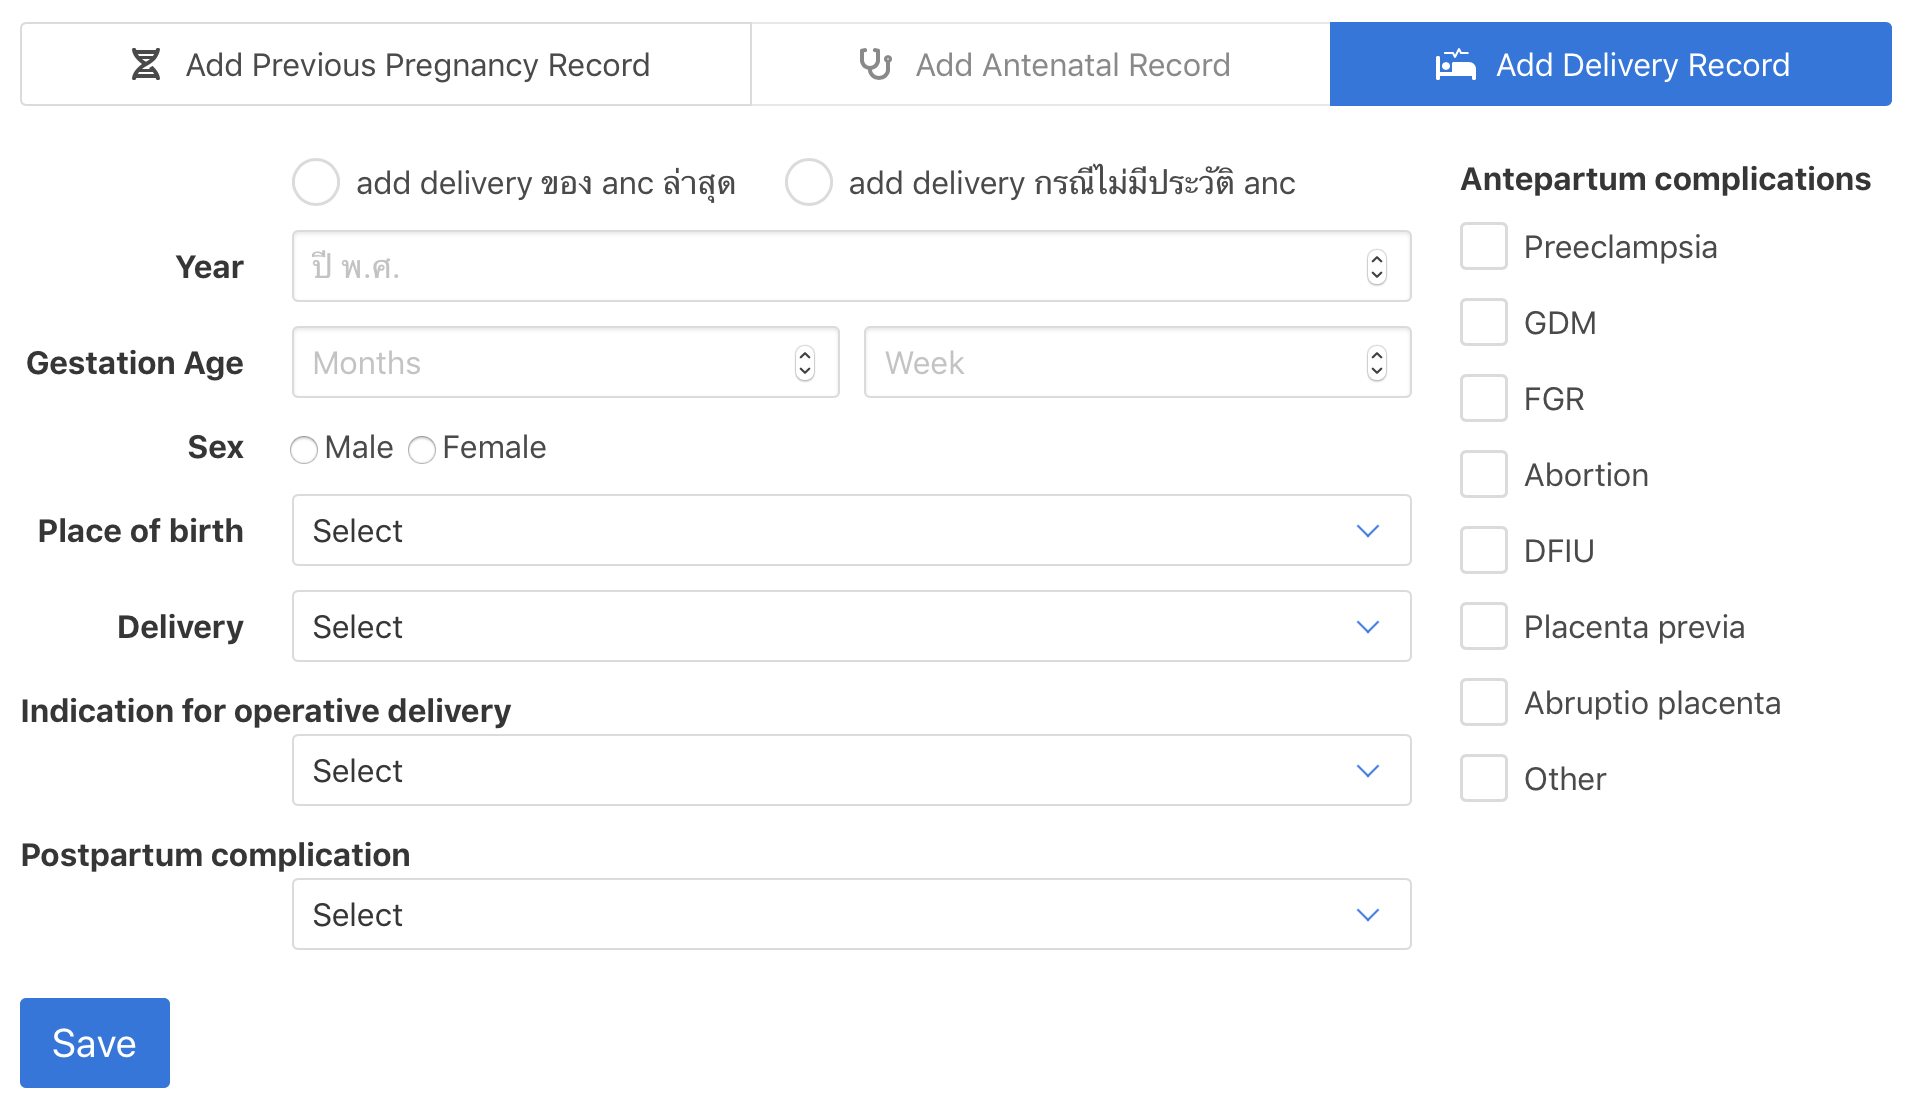 Add Previous Pregnancy Record
Add Antenatal Record
Add Delivery Record
add delivery ของ anc ล่าสุด
add delivery กรณีไม่มีประวัติ anc
Year
ปี พ.ศ.
Gestation Age
Months
Week
Sex
Male
Female
Place of birth
Select
Delivery
Select
Indication for operative delivery
Select
Postpartum complication
Select
Antepartum complications
Preeclampsia
GDM
FGR
Abortion
DFIU
Placenta previa
Abruptio placenta
Other
Save